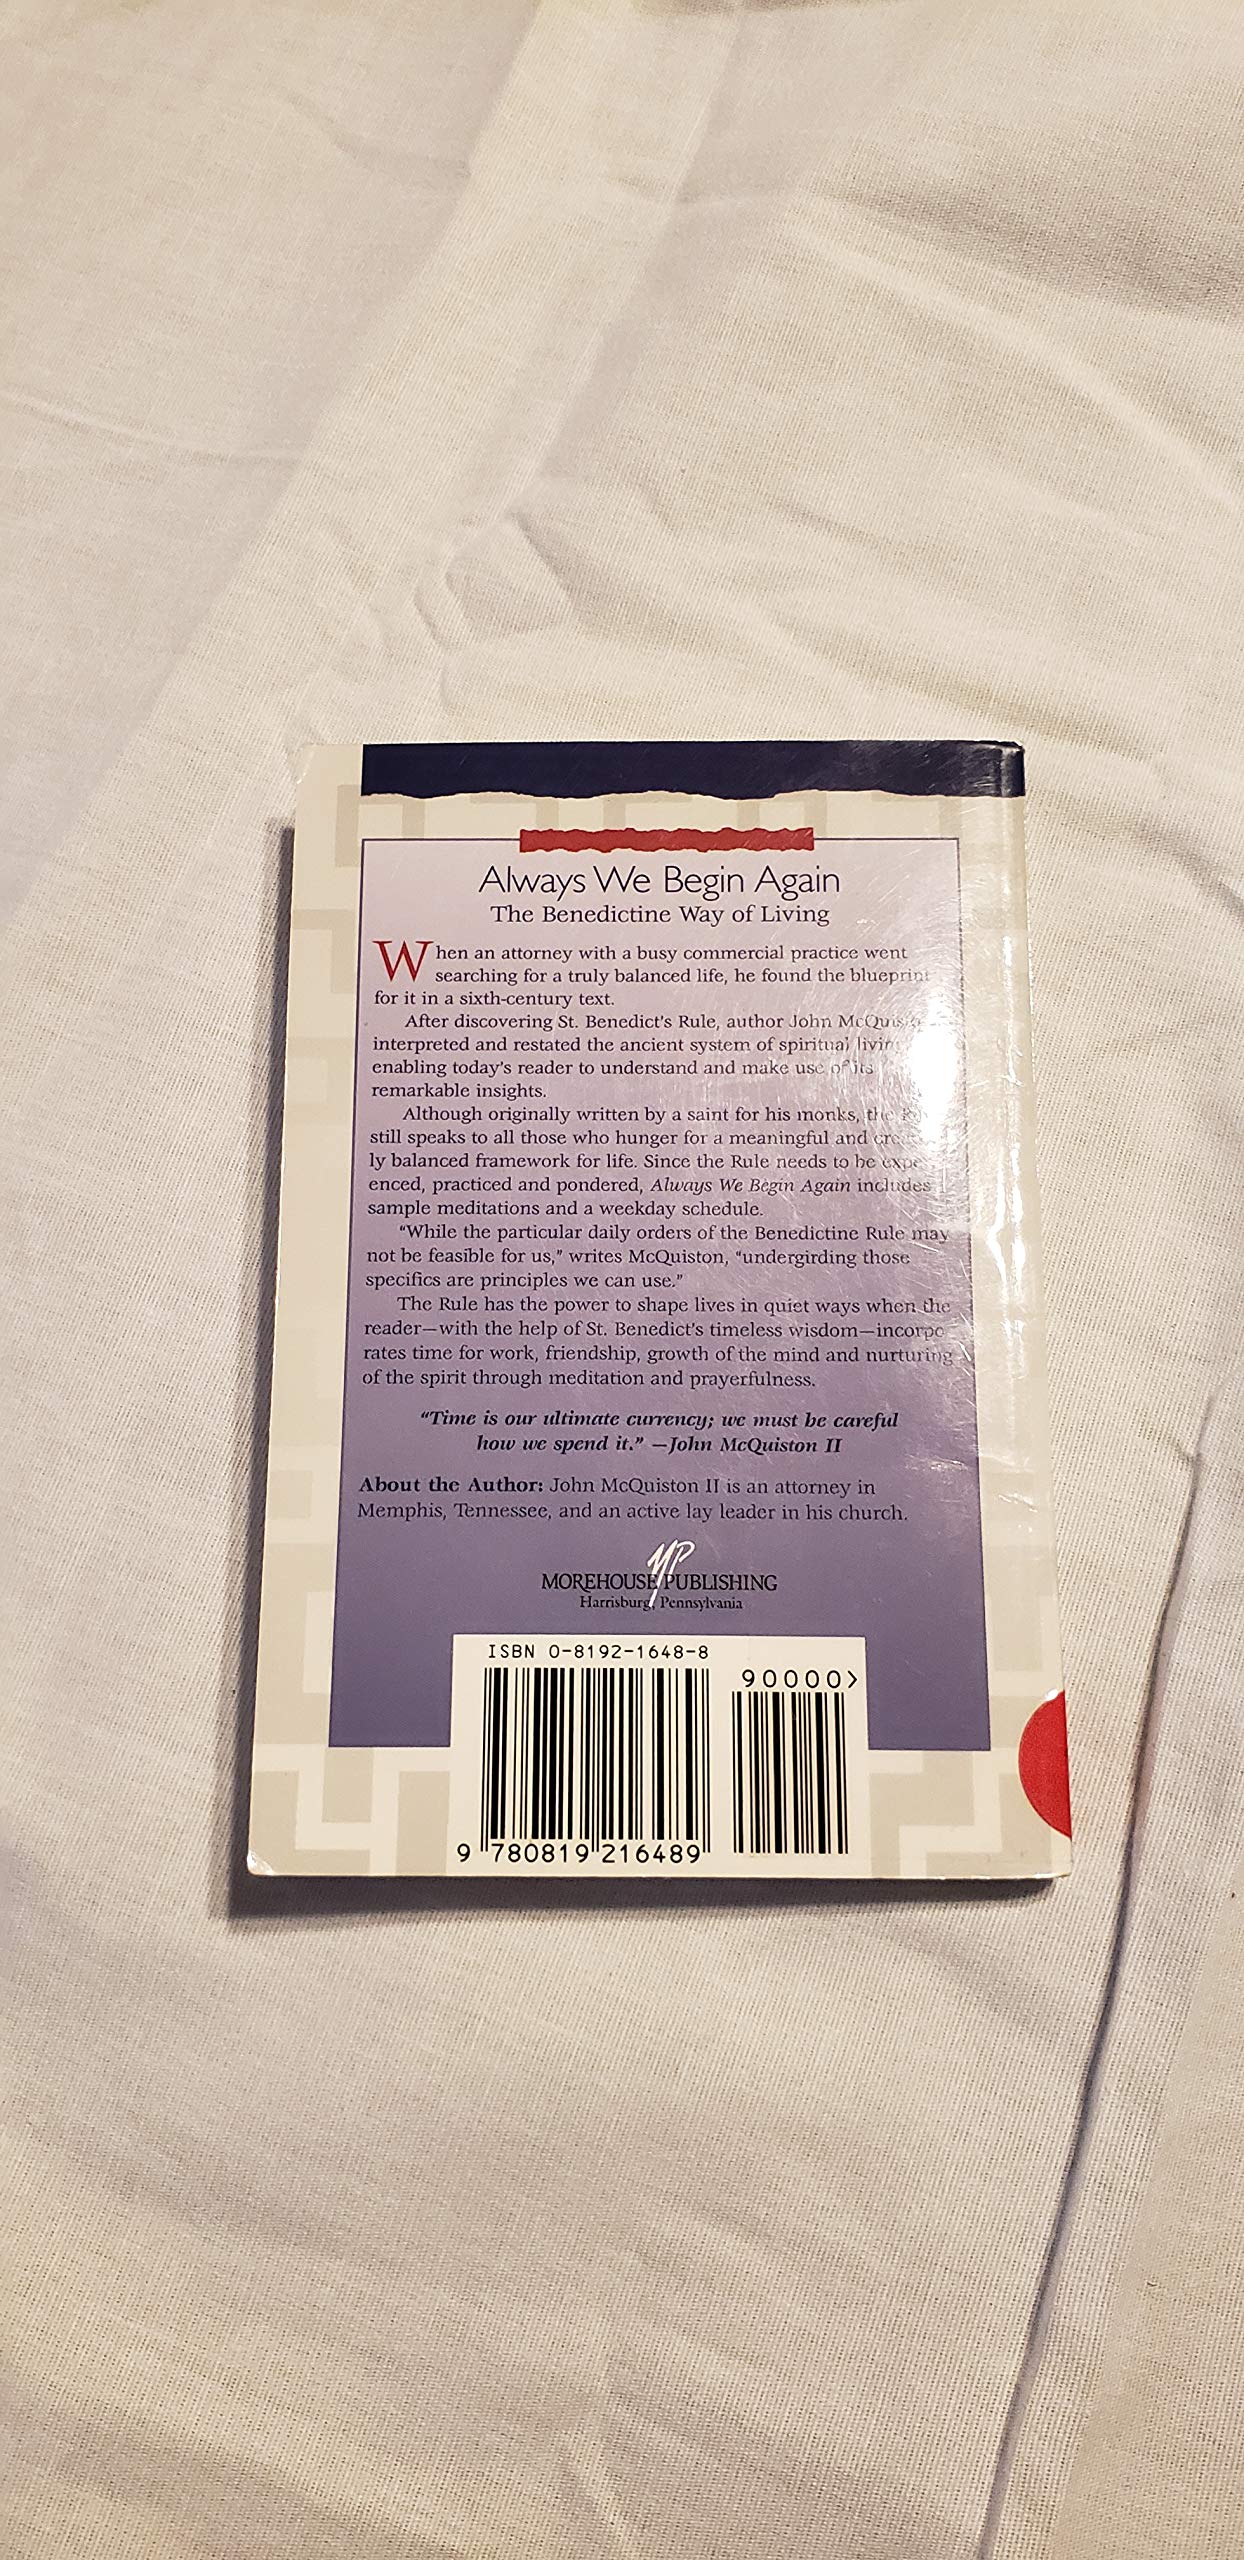 Always We Begin Again
The Benedictine Way of Living
When an attorney with a busy commercial practice went
searching for a truly balanced life, he found the blueprint
for it in a sixth-century text.
After discovering St. Benedict's Rule, author John McQuiston
interpreted and restated the ancient system of spiritual living
enabling today's reader to understand and make use of its
remarkable insights.
Although originally written by a saint for his monks, the
still speaks to all those who hunger for a meaningful and
ly balanced framework for life. Since the Rule needs to be experi-
enced, practiced and pondered, Always We Begin Again includes
sample meditations and a weekday schedule.
“While the particular daily orders of the Benedictine Rule may
not be feasible for us,” writes McQuiston, “undergirding those
specifics are principles we can use.”
The Rule has the power to shape lives in quiet ways when the
reader—with the help of St. Benedict's timeless wisdom—incorpo-
rates time for work, friendship, growth of the mind and nurturing
of the spirit through meditation and prayerfulness.
“Time is our ultimate currency; we must be careful
how we spend it.” —John McQuiston II
About the Author: John McQuiston II is an attorney in
Memphis, Tennessee, and an active lay leader in his church.
MP
MOREHOUSE PUBLISHING
Harrisburg, Pennsylvania
ISBN 0-8192-1648-8
90000>
9 780819 216489